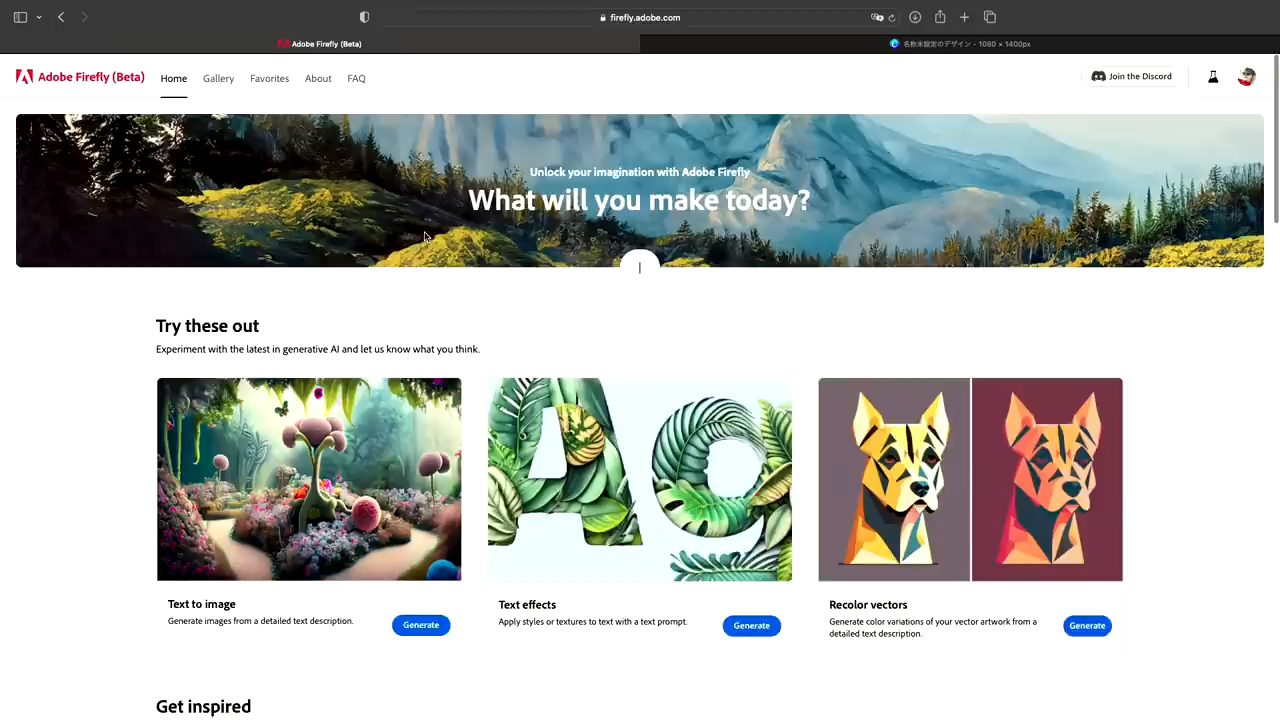 firefly.adobe.com
Adobe Firefly (Beta)
名称未設定のデザイン - 1080 × 1400px
Adobe Firefly (Beta)
Home
Gallery
Favorites
About
FAQ
Join the Discord
Unlock your imagination with Adobe Firefly
What will you make today?
Try these out
Experiment with the latest in generative AI and let us know what you think.
Text to image
Generate images from a detailed text description.
Generate
Text effects
Apply styles or textures to text with a text prompt.
Generate
Recolor vectors
Generate color variations of your vector artwork from a
detailed text description.
Generate
Get inspired